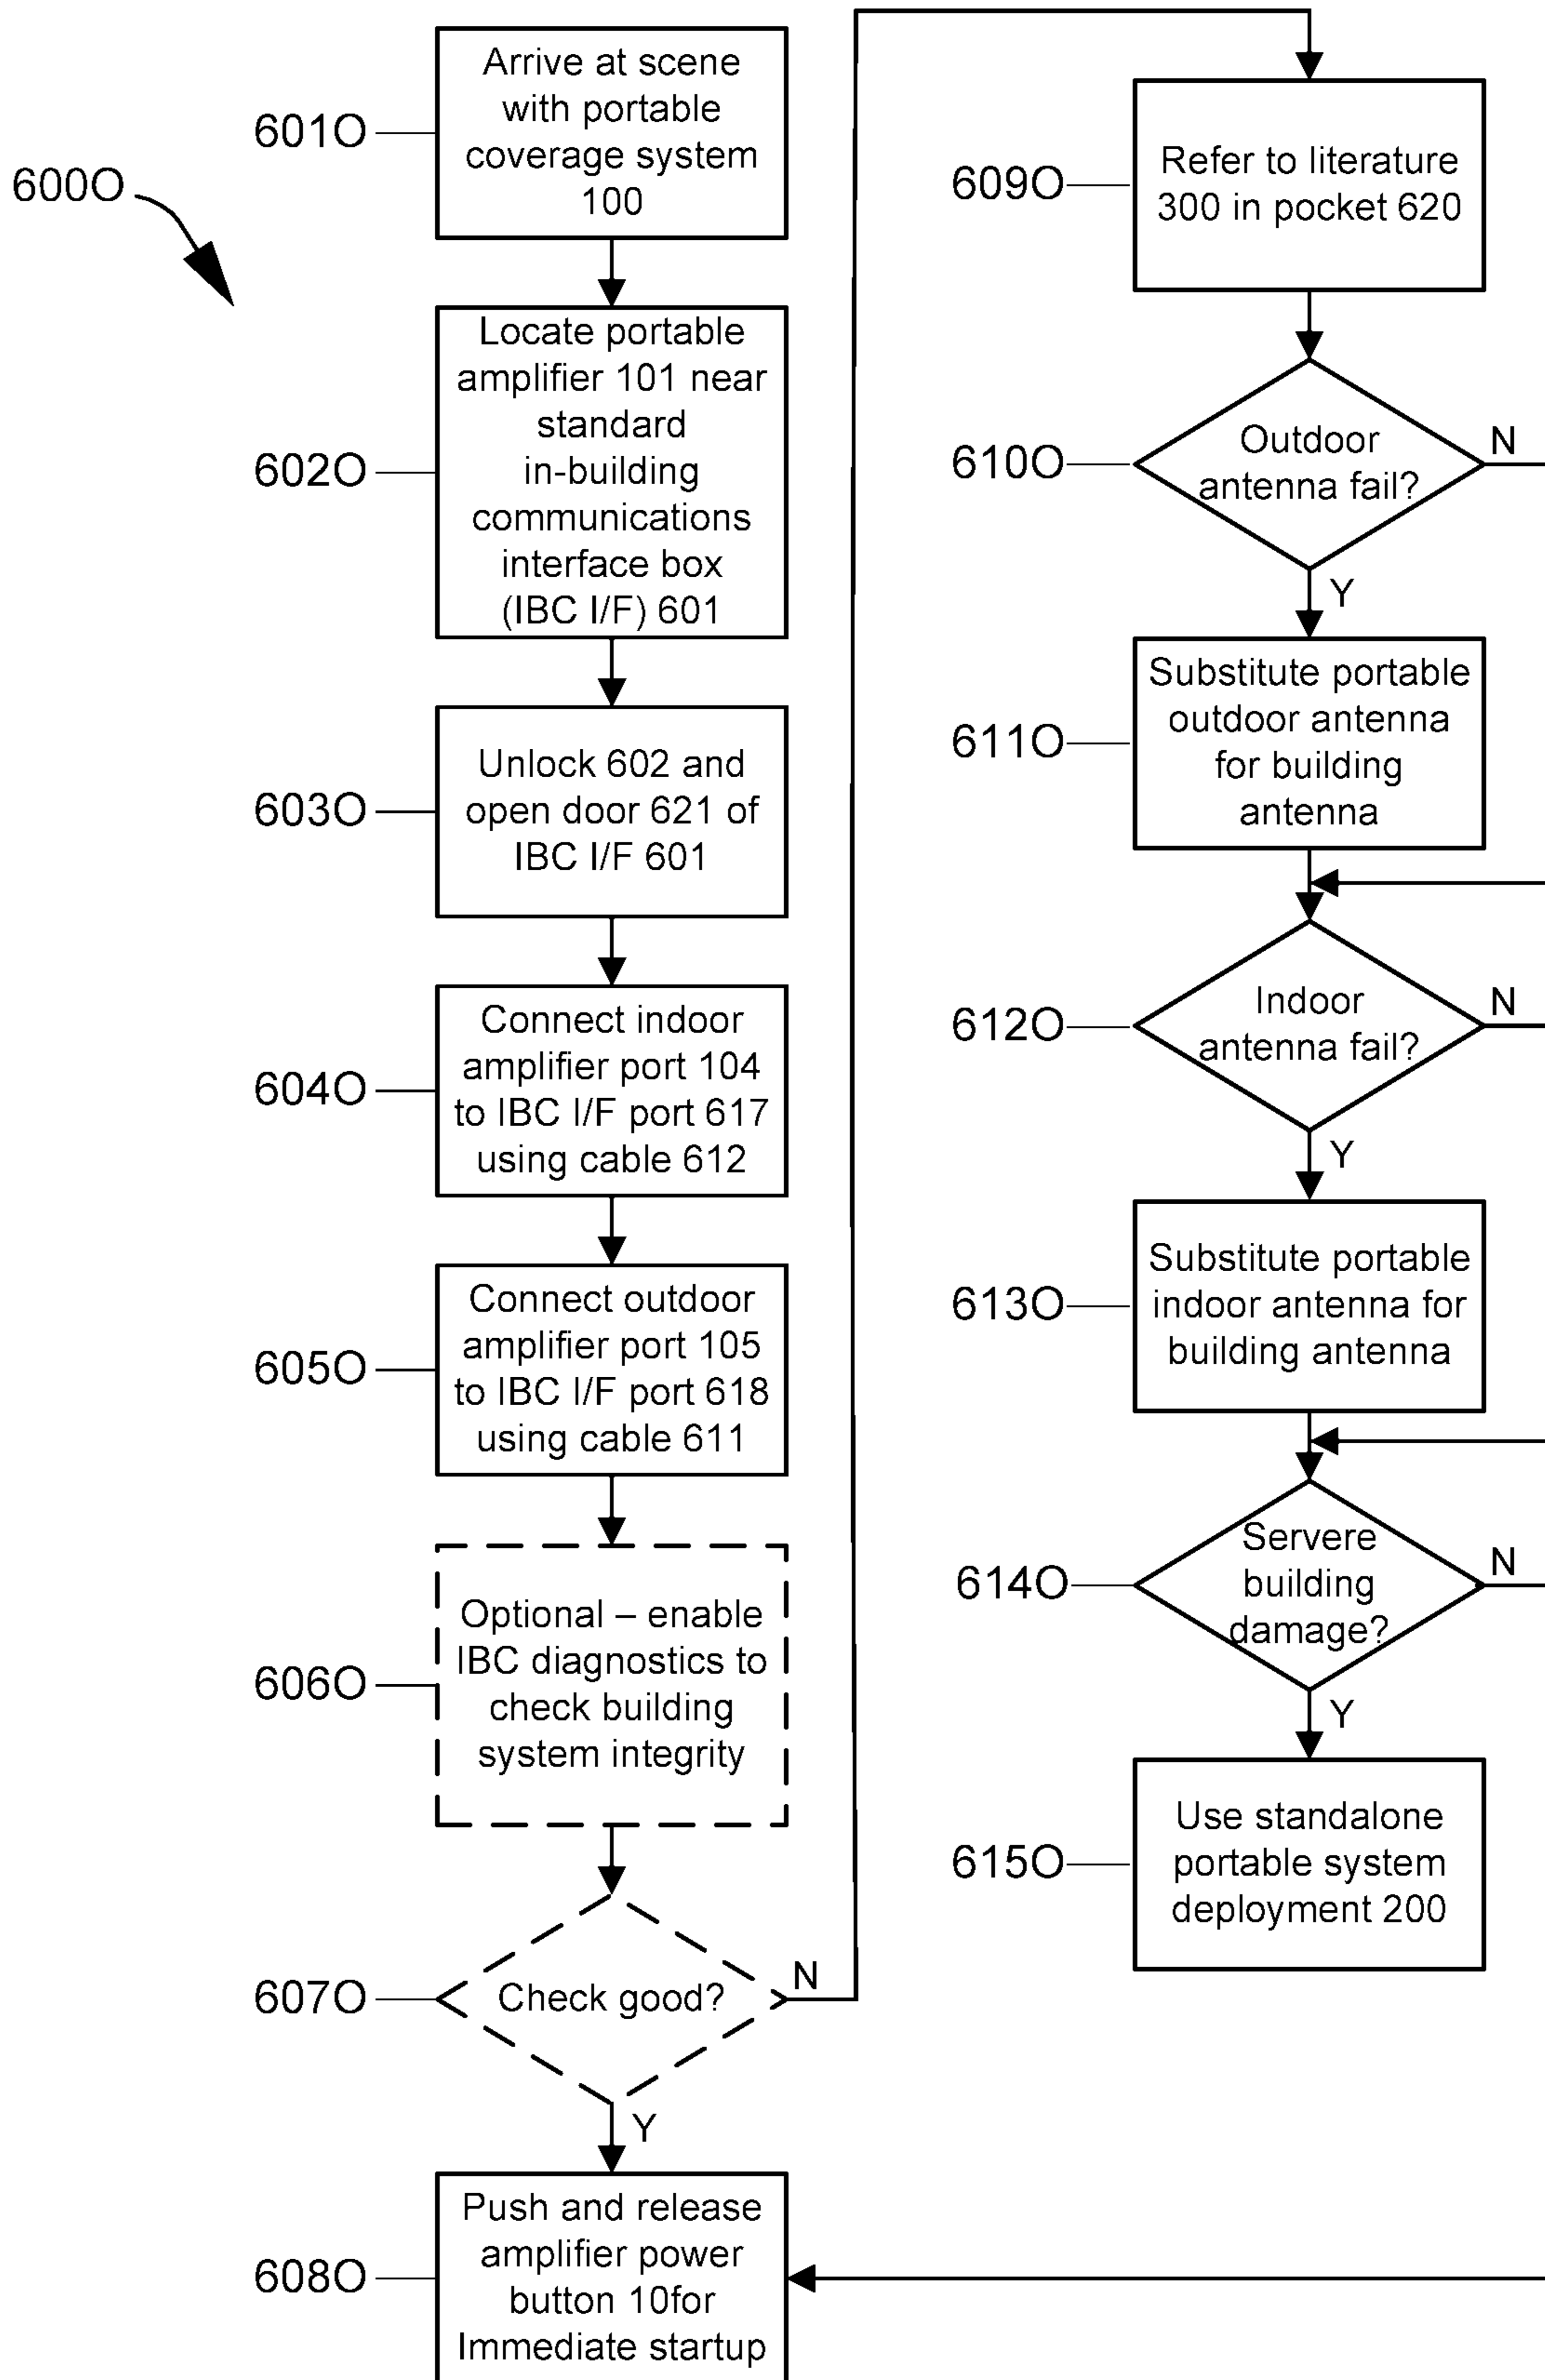 600O
601O
Arrive at scene
with portable
coverage system
100
602O
Locate portable
amplifier 101 near
standard
in-building
communications
interface box
(IBC I/F) 601
603O
Unlock 602 and
open door 621 of
IBC I/F 601
604O
Connect indoor
amplifier port 104
to IBC I/F port 617
using cable 612
605O
Connect outdoor
amplifier port 105
to IBC I/F port 618
using cable 611
606O
Optional – enable
IBC diagnostics to
check building
system integrity
607O
Check good?
N
Y
608O
Push and release
amplifier power
button 10for
Immediate startup
609O
Refer to literature
300 in pocket 620
610O
Outdoor
antenna fail?
N
Y
611O
Substitute portable
outdoor antenna
for building
antenna
612O
Indoor
antenna fail?
N
Y
613O
Substitute portable
indoor antenna for
building antenna
614O
Servere
building
damage?
N
Y
615O
Use standalone
portable system
deployment 200